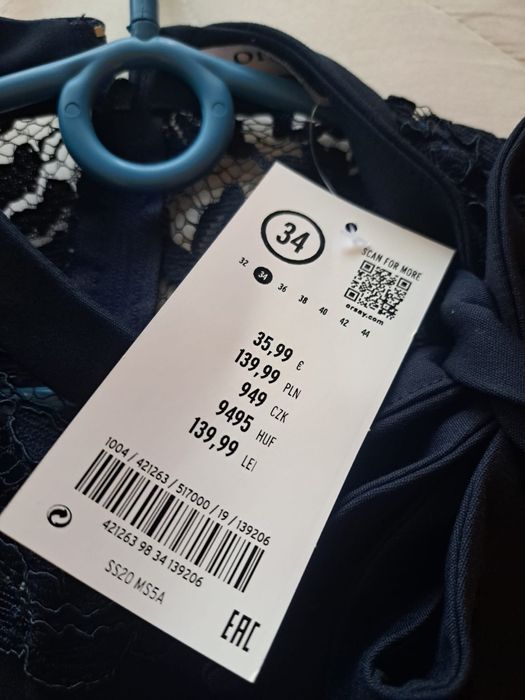 34
SCAN FOR MORE
orsay.com
32 34 36 38 40 42 44
35,99 €
139,99 PLN
949 CZK
9495 HUF
139,99 LEI
1004 / 421263 / 517000 / 19 / 139206
421263 98 34 139206
SS20 MS5A
EAC